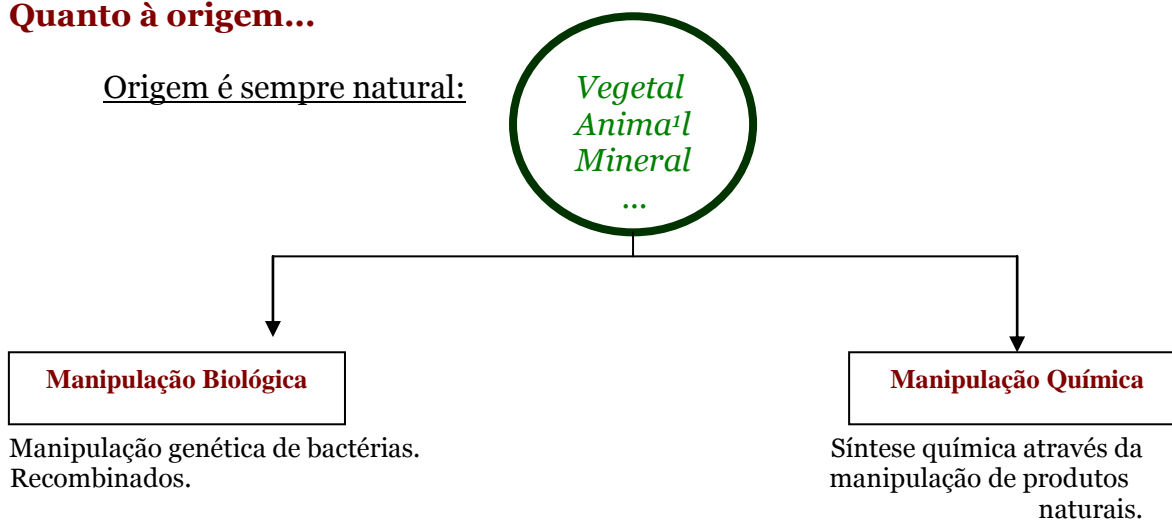 Quanto à origem...
Origem é sempre natural:
Vegetal
Anima¹l
Mineral
...
Manipulação Biológica
Manipulação genética de bactérias.
Recombinados.
Manipulação Química
Síntese química através da
manipulação de produtos
naturais.